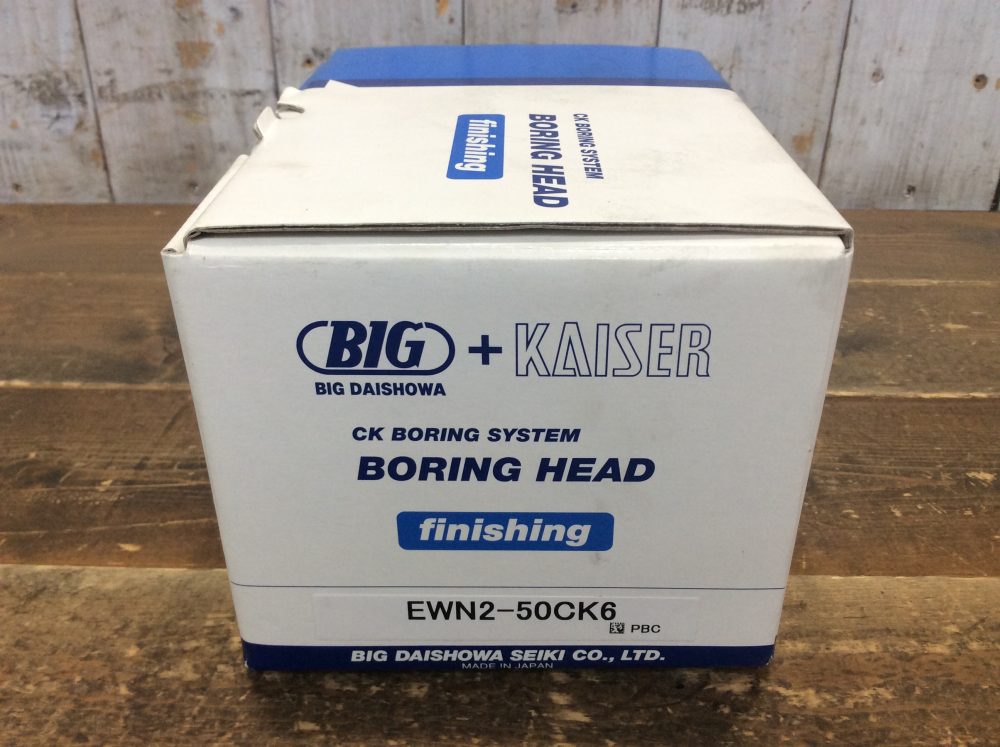 CK BORING SYSTEM
BORING HEAD
finishing
BIG + KAISER
BIG DAISHOWA
CK BORING SYSTEM
BORING HEAD
finishing
EWN2-50CK6
PBC
BIG DAISHOWA SEIKI CO., LTD.
MADE IN JAPAN